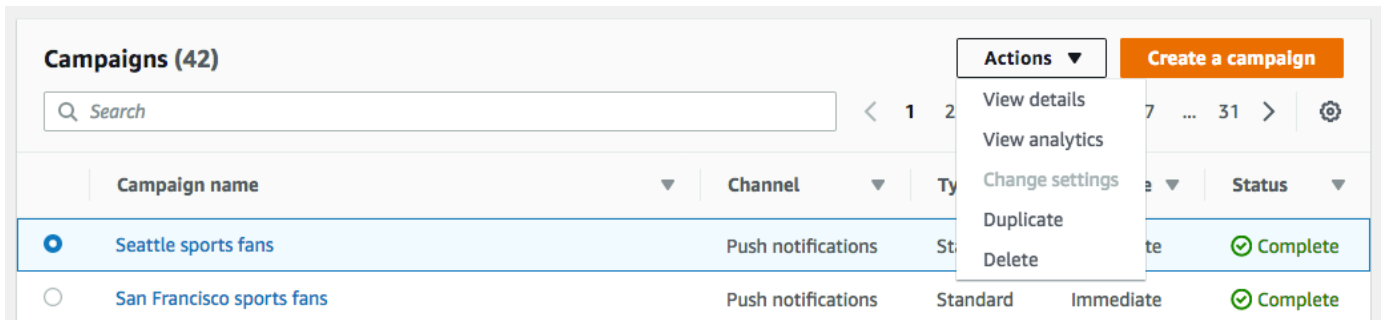 Campaigns (42)
Actions Create a campaign
Search
1 2 7 ... 31
View details
View analytics
Change settings
Duplicate
Delete
Campaign name Channel Status
Seattle sports fans Push notifications Complete
San Francisco sports fans Push notifications Standard Immediate Complete